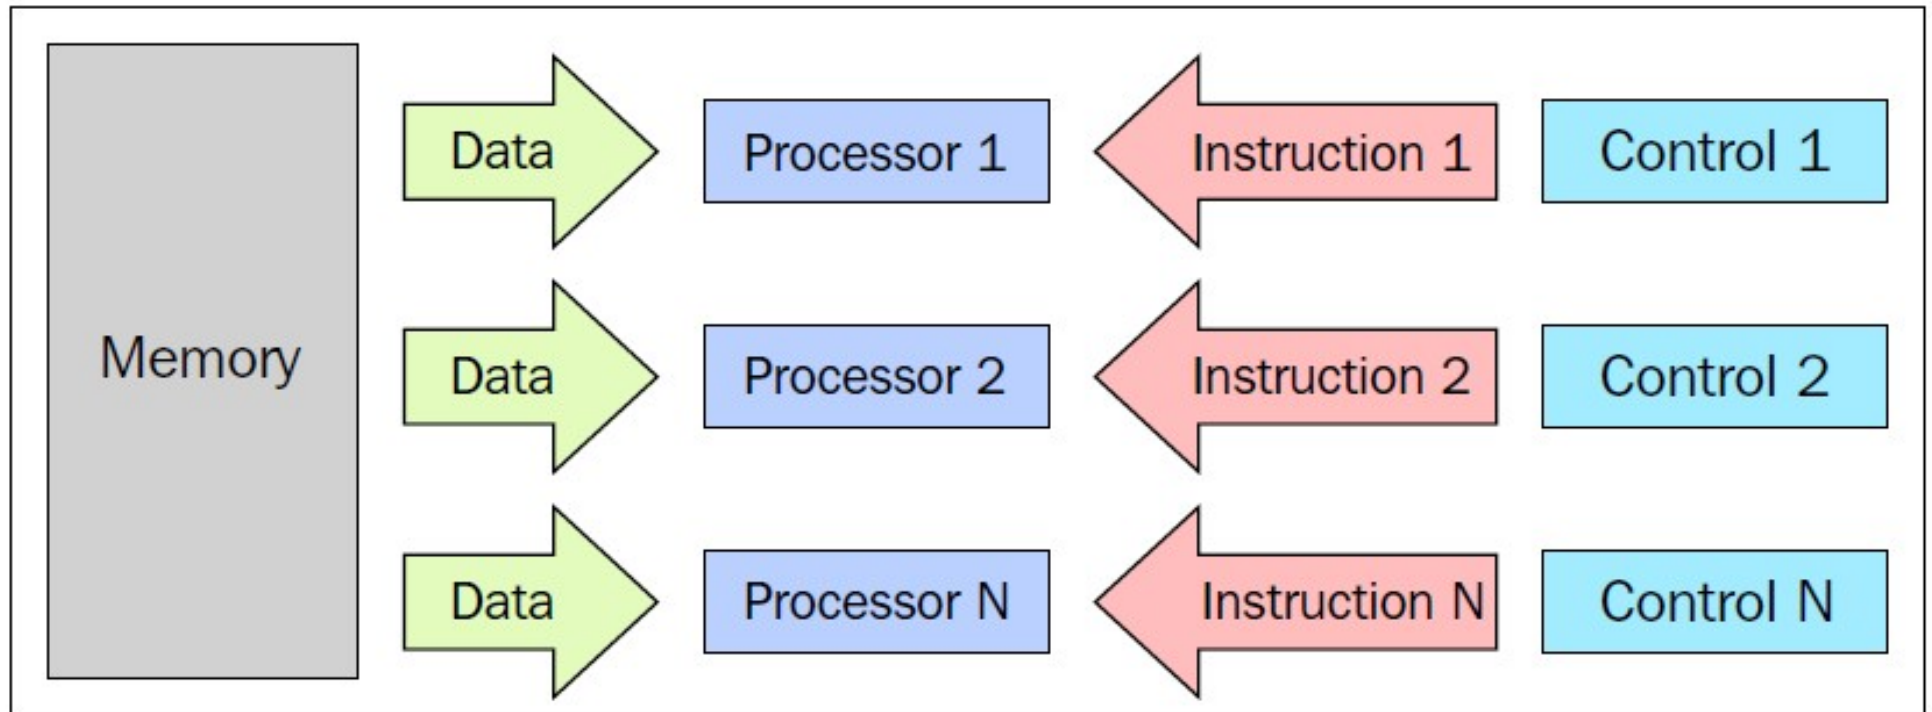 Data Processor 1 Instruction 1 Control 1
Memory
Data Processor 2 Instruction 2 Control 2
Data Processor N Instruction N Control N